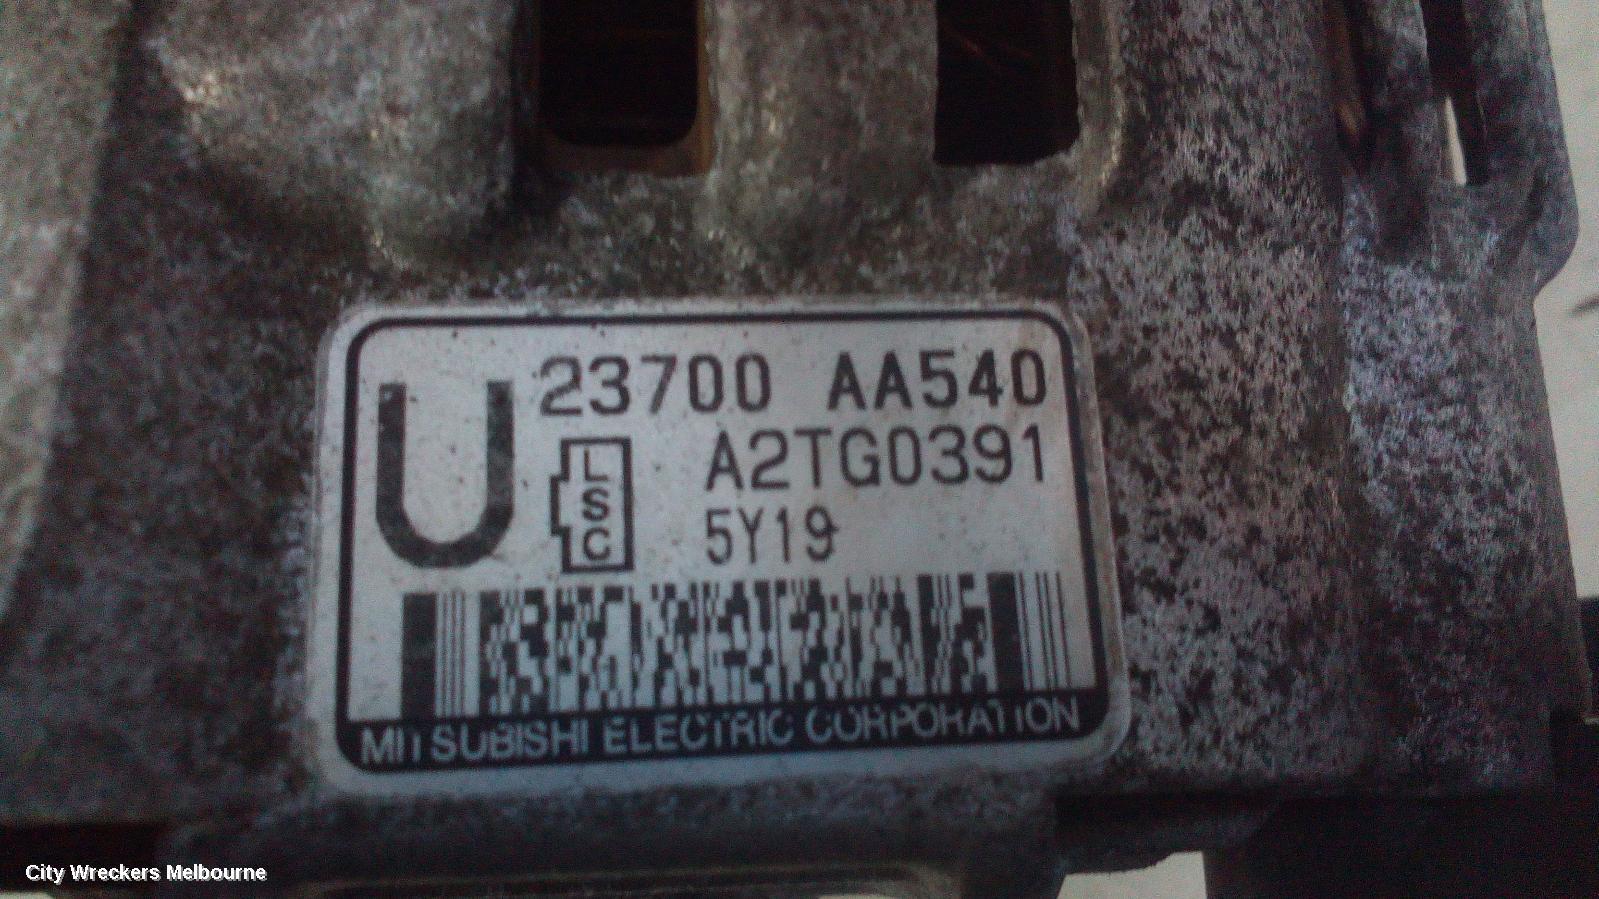 U 23700 AA540
LSC A2TG0391
5Y19
MITSUBISHI ELECTRIC CORPORATION
City Wreckers Melbourne